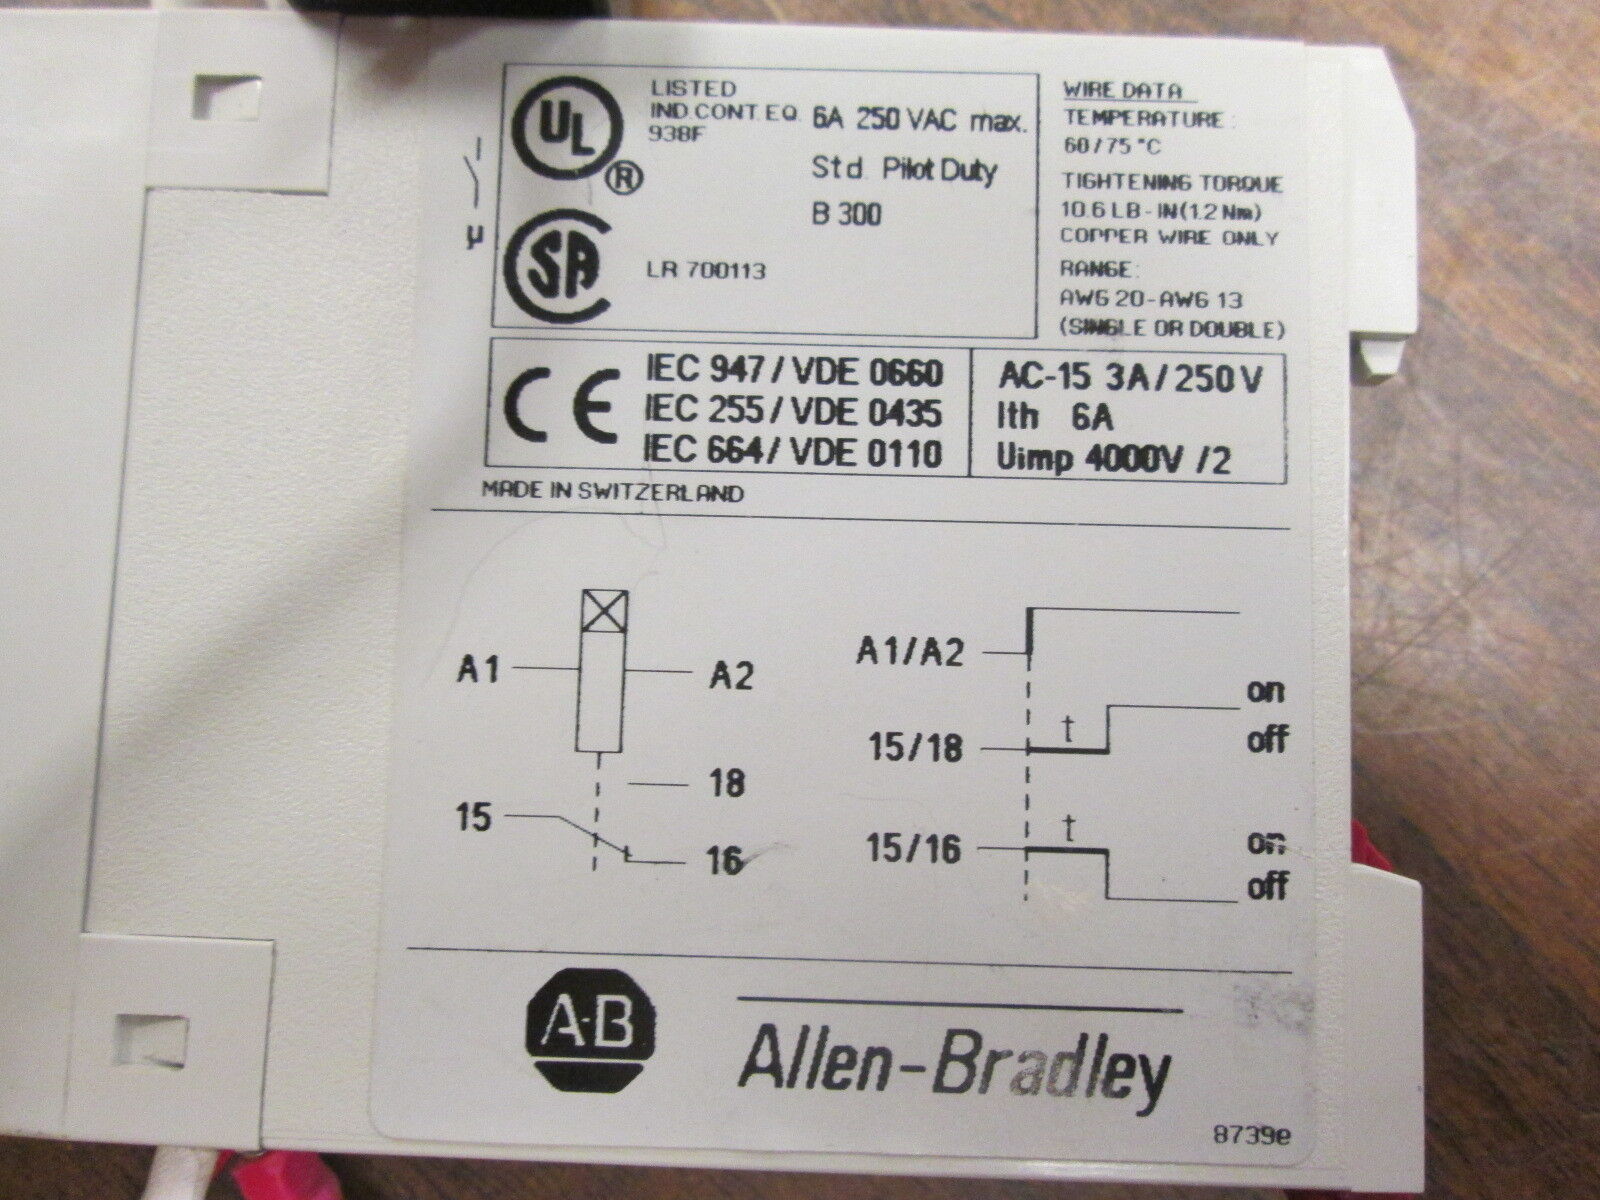 UL
®
LISTED
IND. CONT. EQ.
938F
6A 250 VAC max.
Std. Pilot Duty
B 300
µ
SA
LR 700113
WIRE DATA
TEMPERATURE:
60/75 °C
TIGHTENING TORQUE
10.6 LB-IN (1.2 Nm)
COPPER WIRE ONLY
RANGE:
AWG 20-AWG 13
(SINGLE OR DOUBLE)
CE
IEC 947 / VDE 0660
IEC 255 / VDE 0435
IEC 664 / VDE 0110
AC-15 3A / 250 V
Ith 6A
Uimp 4000V /2
MADE IN SWITZERLAND
A1
A2
18
15
16
A1/A2
15/18
t
on
off
15/16
t
on
off
A-B
Allen-Bradley
8739e